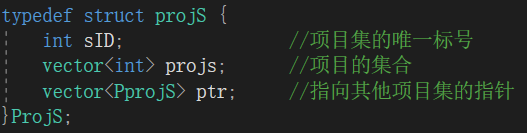 typedef struct projS {
int sID; //项目集的唯一标号
vector<int> projs; //项目的集合
vector<PprojS> ptr; //指向其他项目集的指针
}ProjS;